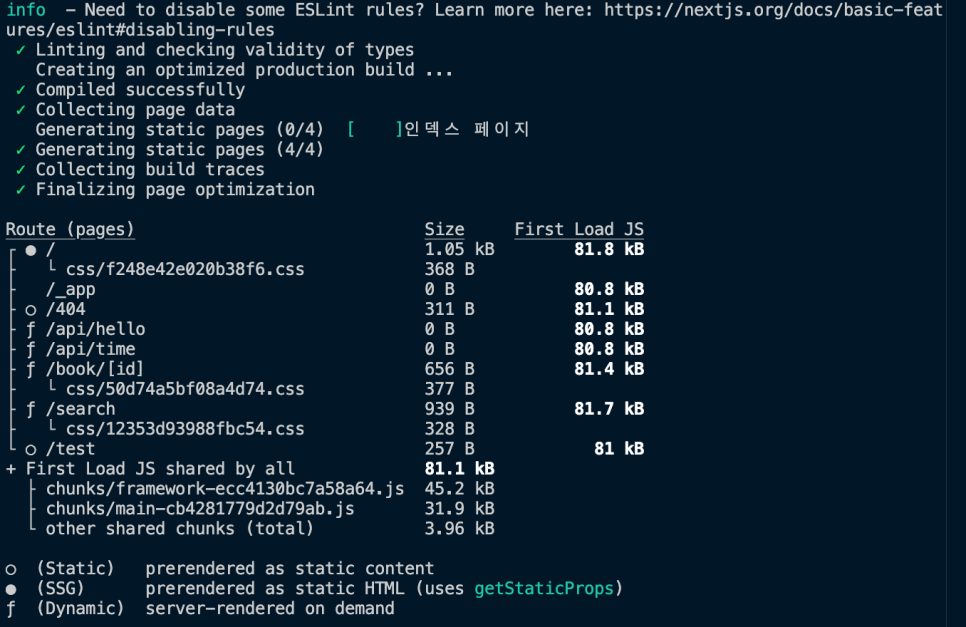 info  - Need to disable some ESLint rules? Learn more here: https://nextjs.org/docs/basic-feat
ures/eslint#disabling-rules
 ✓ Linting and checking validity of types
   Creating an optimized production build ...
 ✓ Compiled successfully
 ✓ Collecting page data
   Generating static pages (0/4)  [    ]인덱스 페이지
 ✓ Generating static pages (4/4)
 ✓ Collecting build traces
 ✓ Finalizing page optimization
Route (pages)                             Size     First Load JS
┌ ● /                                     1.05 kB        81.8 kB
├   └ css/f248e42e020b38f6.css            368 B
├   /_app                                 0 B            80.8 kB
├ ○ /404                                  311 B          81.1 kB
├ ƒ /api/hello                            0 B            80.8 kB
├ ƒ /api/time                             0 B            80.8 kB
├ ƒ /book/[id]                            656 B          81.4 kB
├   └ css/50d74a5bf08a4d74.css            377 B
├ ƒ /search                               939 B          81.7 kB
├   └ css/12353d93988fbc54.css            328 B
└ ○ /test                                 257 B            81 kB
+ First Load JS shared by all             81.1 kB
  ├ chunks/framework-ecc4130bc7a58a64.js  45.2 kB
  ├ chunks/main-cb4281779d2d79ab.js       31.9 kB
  └ other shared chunks (total)           3.96 kB
○  (Static)   prerendered as static content
●  (SSG)      prerendered as static HTML (uses getStaticProps)
ƒ  (Dynamic)  server-rendered on demand